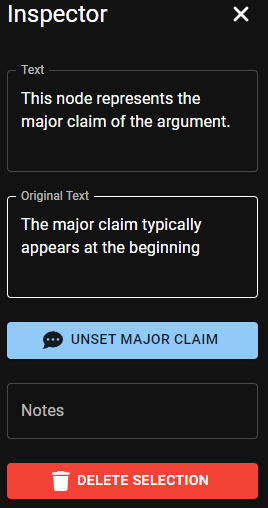 Inspector
Text
This node represents the
major claim of the argument.
Original Text
The major claim typically
appears at the beginning
UNSET MAJOR CLAIM
Notes
DELETE SELECTION